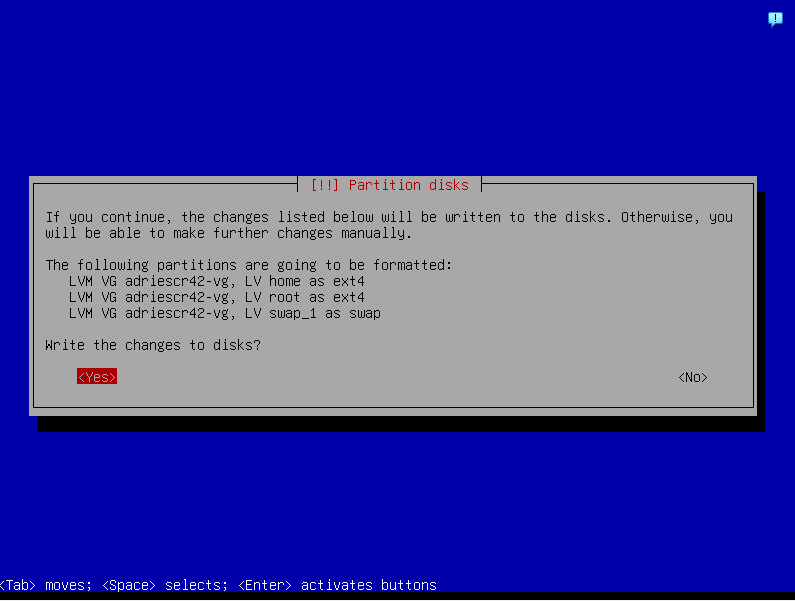 [!!] Partition disks
If you continue, the changes listed below will be written to the disks. Otherwise, you
will be able to make further changes manually.
The following partitions are going to be formatted:
LVM VG adriescr42-vg, LV home as ext4
LVM VG adriescr42-vg, LV root as ext4
LVM VG adriescr42-vg, LV swap_1 as swap
Write the changes to disks?
<Yes> <No>
<Tab> moves; <Space> selects; <Enter> activates buttons